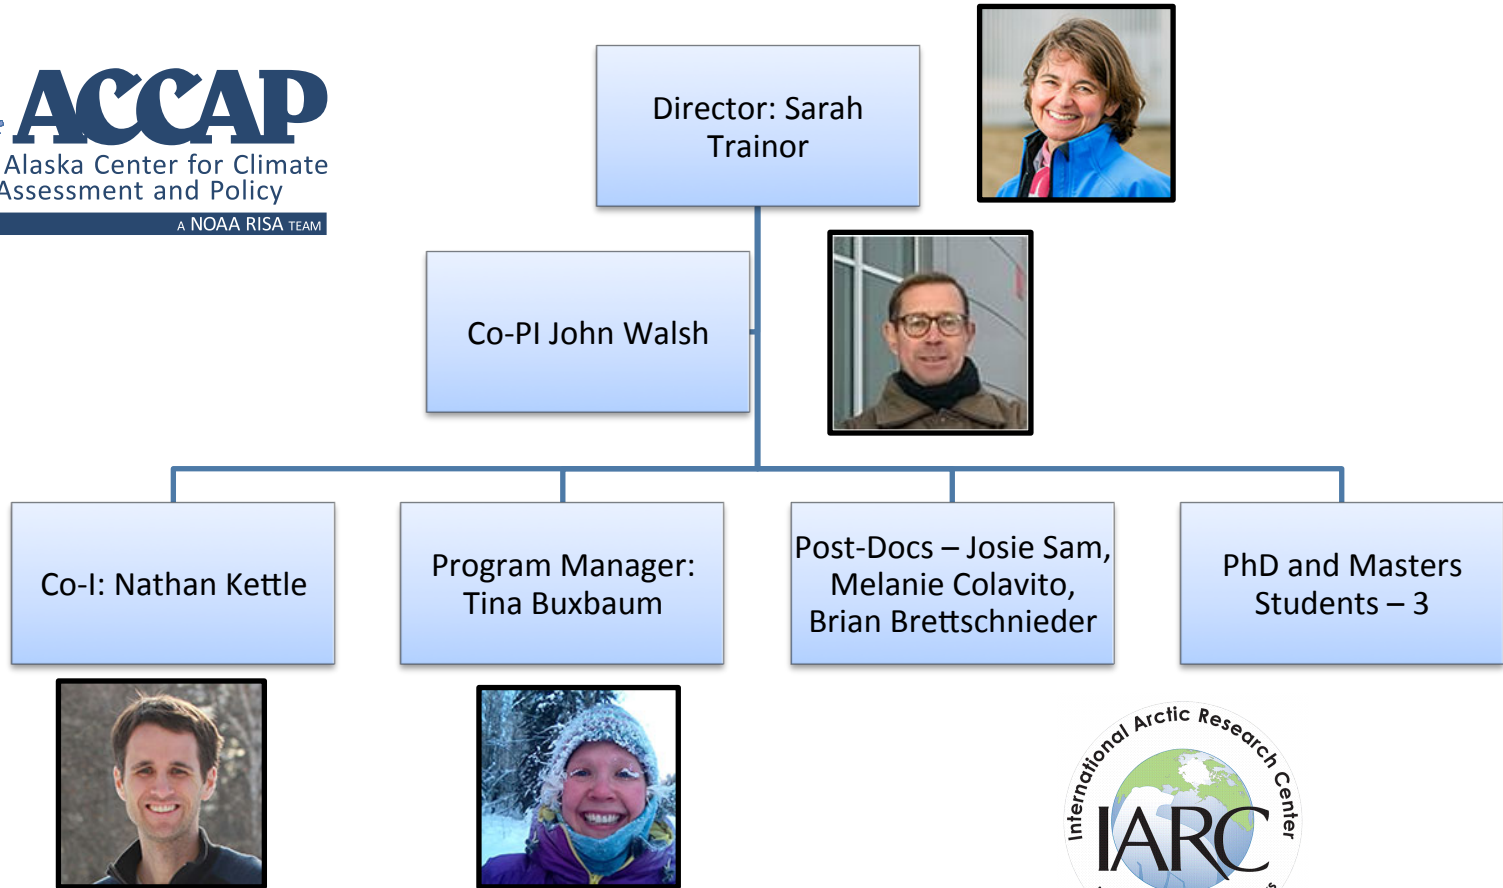 ACCAP
Alaska Center for Climate
Assessment and Policy
A NOAA RISA TEAM
Director: Sarah
Trainor
Co-PI John Walsh
Co-I: Nathan Kettle
Program Manager:
Tina Buxbaum
Post-Docs – Josie Sam,
Melanie Colavito,
Brian Brettschnieder
PhD and Masters
Students – 3
International Arctic Research Center
IARC